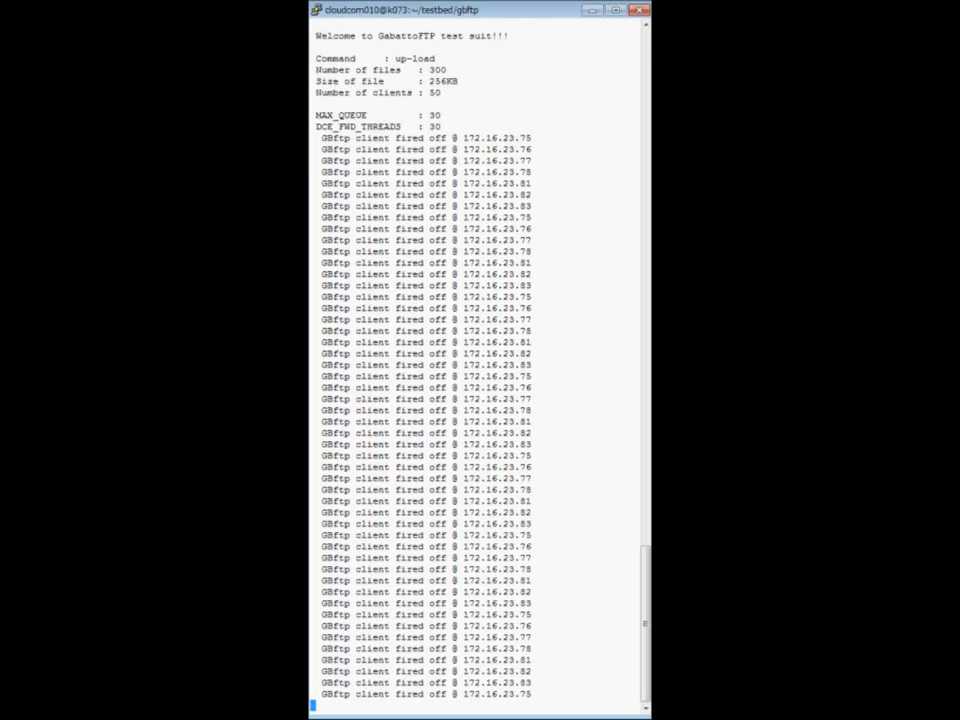 cloudcom010@k073:~/testbed/gbftp
Welcome to GabattoFTP test suit!!!
Command : up-load
Number of files : 300
Size of file : 256KB
Number of clients : 50
MAX_QUEUE : 30
DCE_FWD_THREADS : 30
GBftp client fired off @ 172.16.23.75
GBftp client fired off @ 172.16.23.76
GBftp client fired off @ 172.16.23.77
GBftp client fired off @ 172.16.23.78
GBftp client fired off @ 172.16.23.81
GBftp client fired off @ 172.16.23.82
GBftp client fired off @ 172.16.23.83
GBftp client fired off @ 172.16.23.75
GBftp client fired off @ 172.16.23.76
GBftp client fired off @ 172.16.23.77
GBftp client fired off @ 172.16.23.78
GBftp client fired off @ 172.16.23.81
GBftp client fired off @ 172.16.23.82
GBftp client fired off @ 172.16.23.83
GBftp client fired off @ 172.16.23.75
GBftp client fired off @ 172.16.23.76
GBftp client fired off @ 172.16.23.77
GBftp client fired off @ 172.16.23.78
GBftp client fired off @ 172.16.23.81
GBftp client fired off @ 172.16.23.82
GBftp client fired off @ 172.16.23.83
GBftp client fired off @ 172.16.23.75
GBftp client fired off @ 172.16.23.76
GBftp client fired off @ 172.16.23.77
GBftp client fired off @ 172.16.23.78
GBftp client fired off @ 172.16.23.81
GBftp client fired off @ 172.16.23.82
GBftp client fired off @ 172.16.23.83
GBftp client fired off @ 172.16.23.75
GBftp client fired off @ 172.16.23.76
GBftp client fired off @ 172.16.23.77
GBftp client fired off @ 172.16.23.78
GBftp client fired off @ 172.16.23.81
GBftp client fired off @ 172.16.23.82
GBftp client fired off @ 172.16.23.83
GBftp client fired off @ 172.16.23.75
GBftp client fired off @ 172.16.23.76
GBftp client fired off @ 172.16.23.77
GBftp client fired off @ 172.16.23.78
GBftp client fired off @ 172.16.23.81
GBftp client fired off @ 172.16.23.82
GBftp client fired off @ 172.16.23.83
GBftp client fired off @ 172.16.23.75
GBftp client fired off @ 172.16.23.76
GBftp client fired off @ 172.16.23.77
GBftp client fired off @ 172.16.23.78
GBftp client fired off @ 172.16.23.81
GBftp client fired off @ 172.16.23.82
GBftp client fired off @ 172.16.23.83
GBftp client fired off @ 172.16.23.75